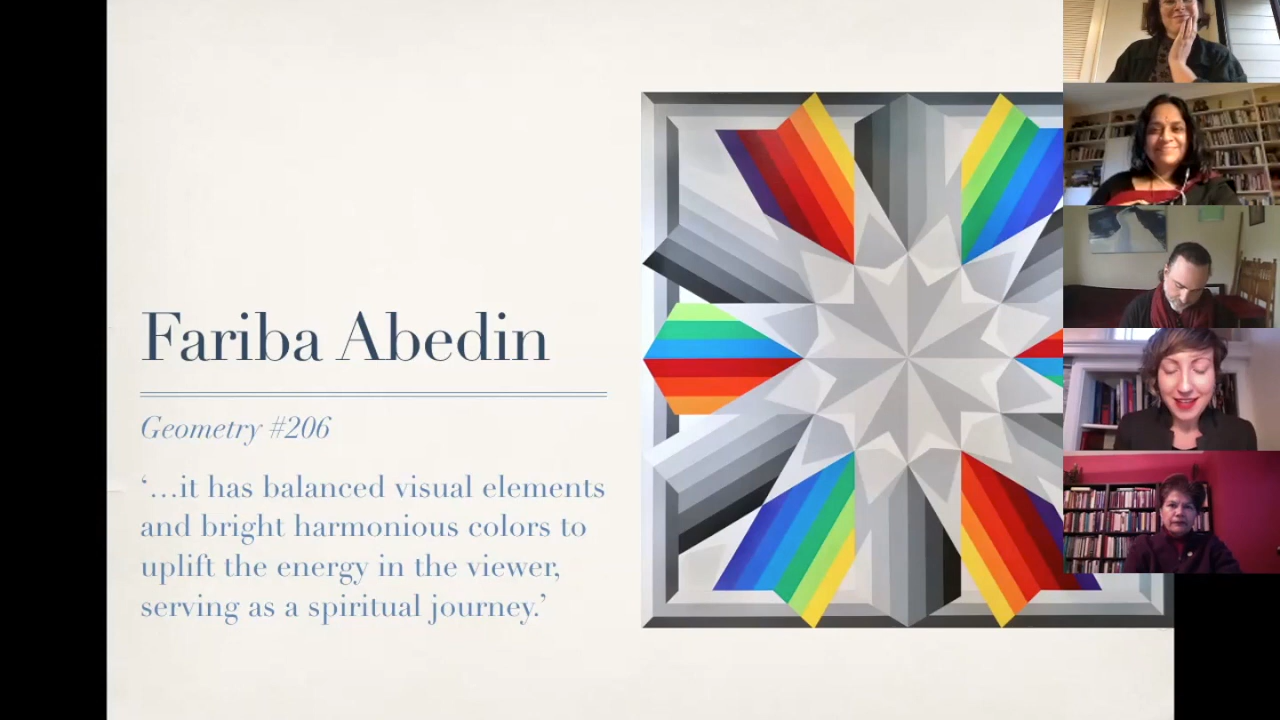 Fariba Abedin
Geometry #206
‘…it has balanced visual elements
and bright harmonious colors to
uplift the energy in the viewer,
serving as a spiritual journey.’